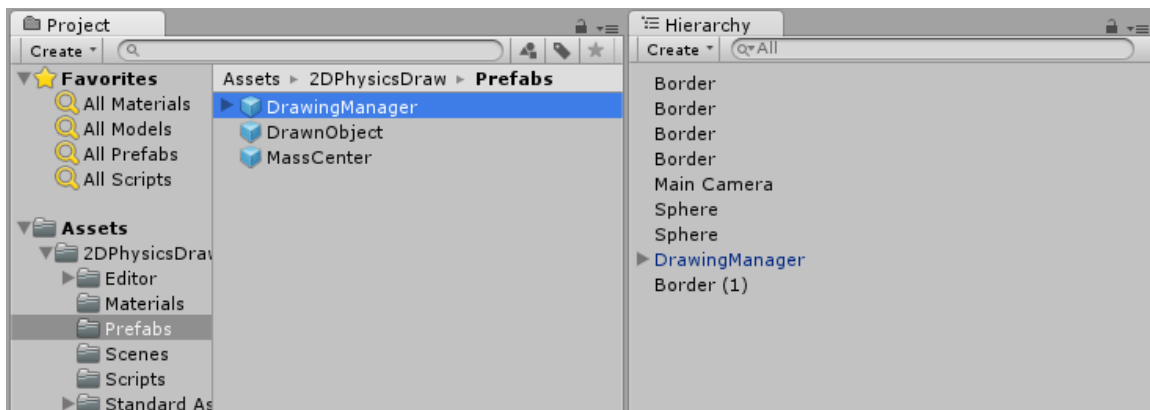 Project
Create
Favorites
All Materials
All Models
All Prefabs
All Scripts
Assets
2DPhysicsDraw
Editor
Materials
Prefabs
Scenes
Scripts
Standard As
Assets ▸ 2DPhysicsDraw ▸ Prefabs
DrawingManager
DrawnObject
MassCenter
Hierarchy
Create All
Border
Border
Border
Border
Main Camera
Sphere
Sphere
DrawingManager
Border (1)